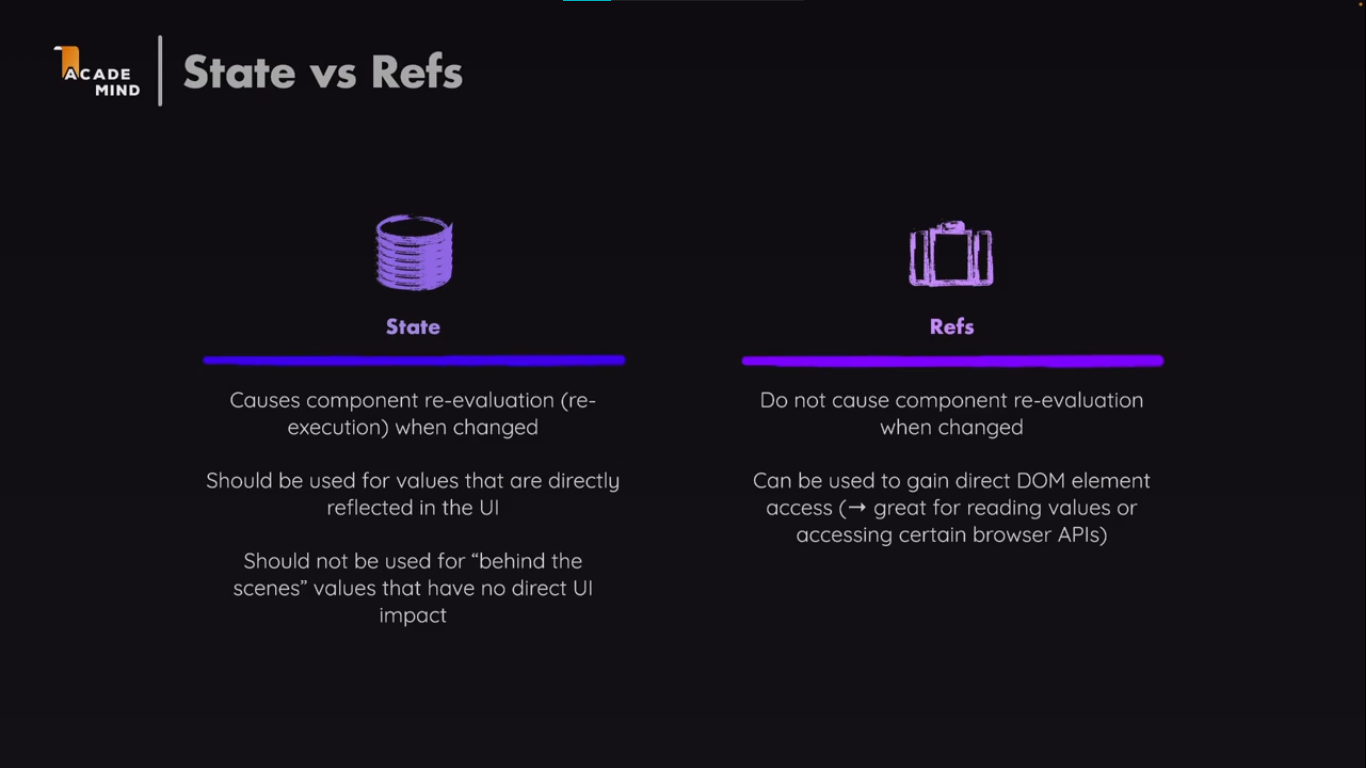 ACADE
MIND
State vs Refs
State
Causes component re-evaluation (re-
execution) when changed
Should be used for values that are directly
reflected in the UI
Should not be used for “behind the
scenes” values that have no direct UI
impact
Refs
Do not cause component re-evaluation
when changed
Can be used to gain direct DOM element
access (→ great for reading values or
accessing certain browser APIs)